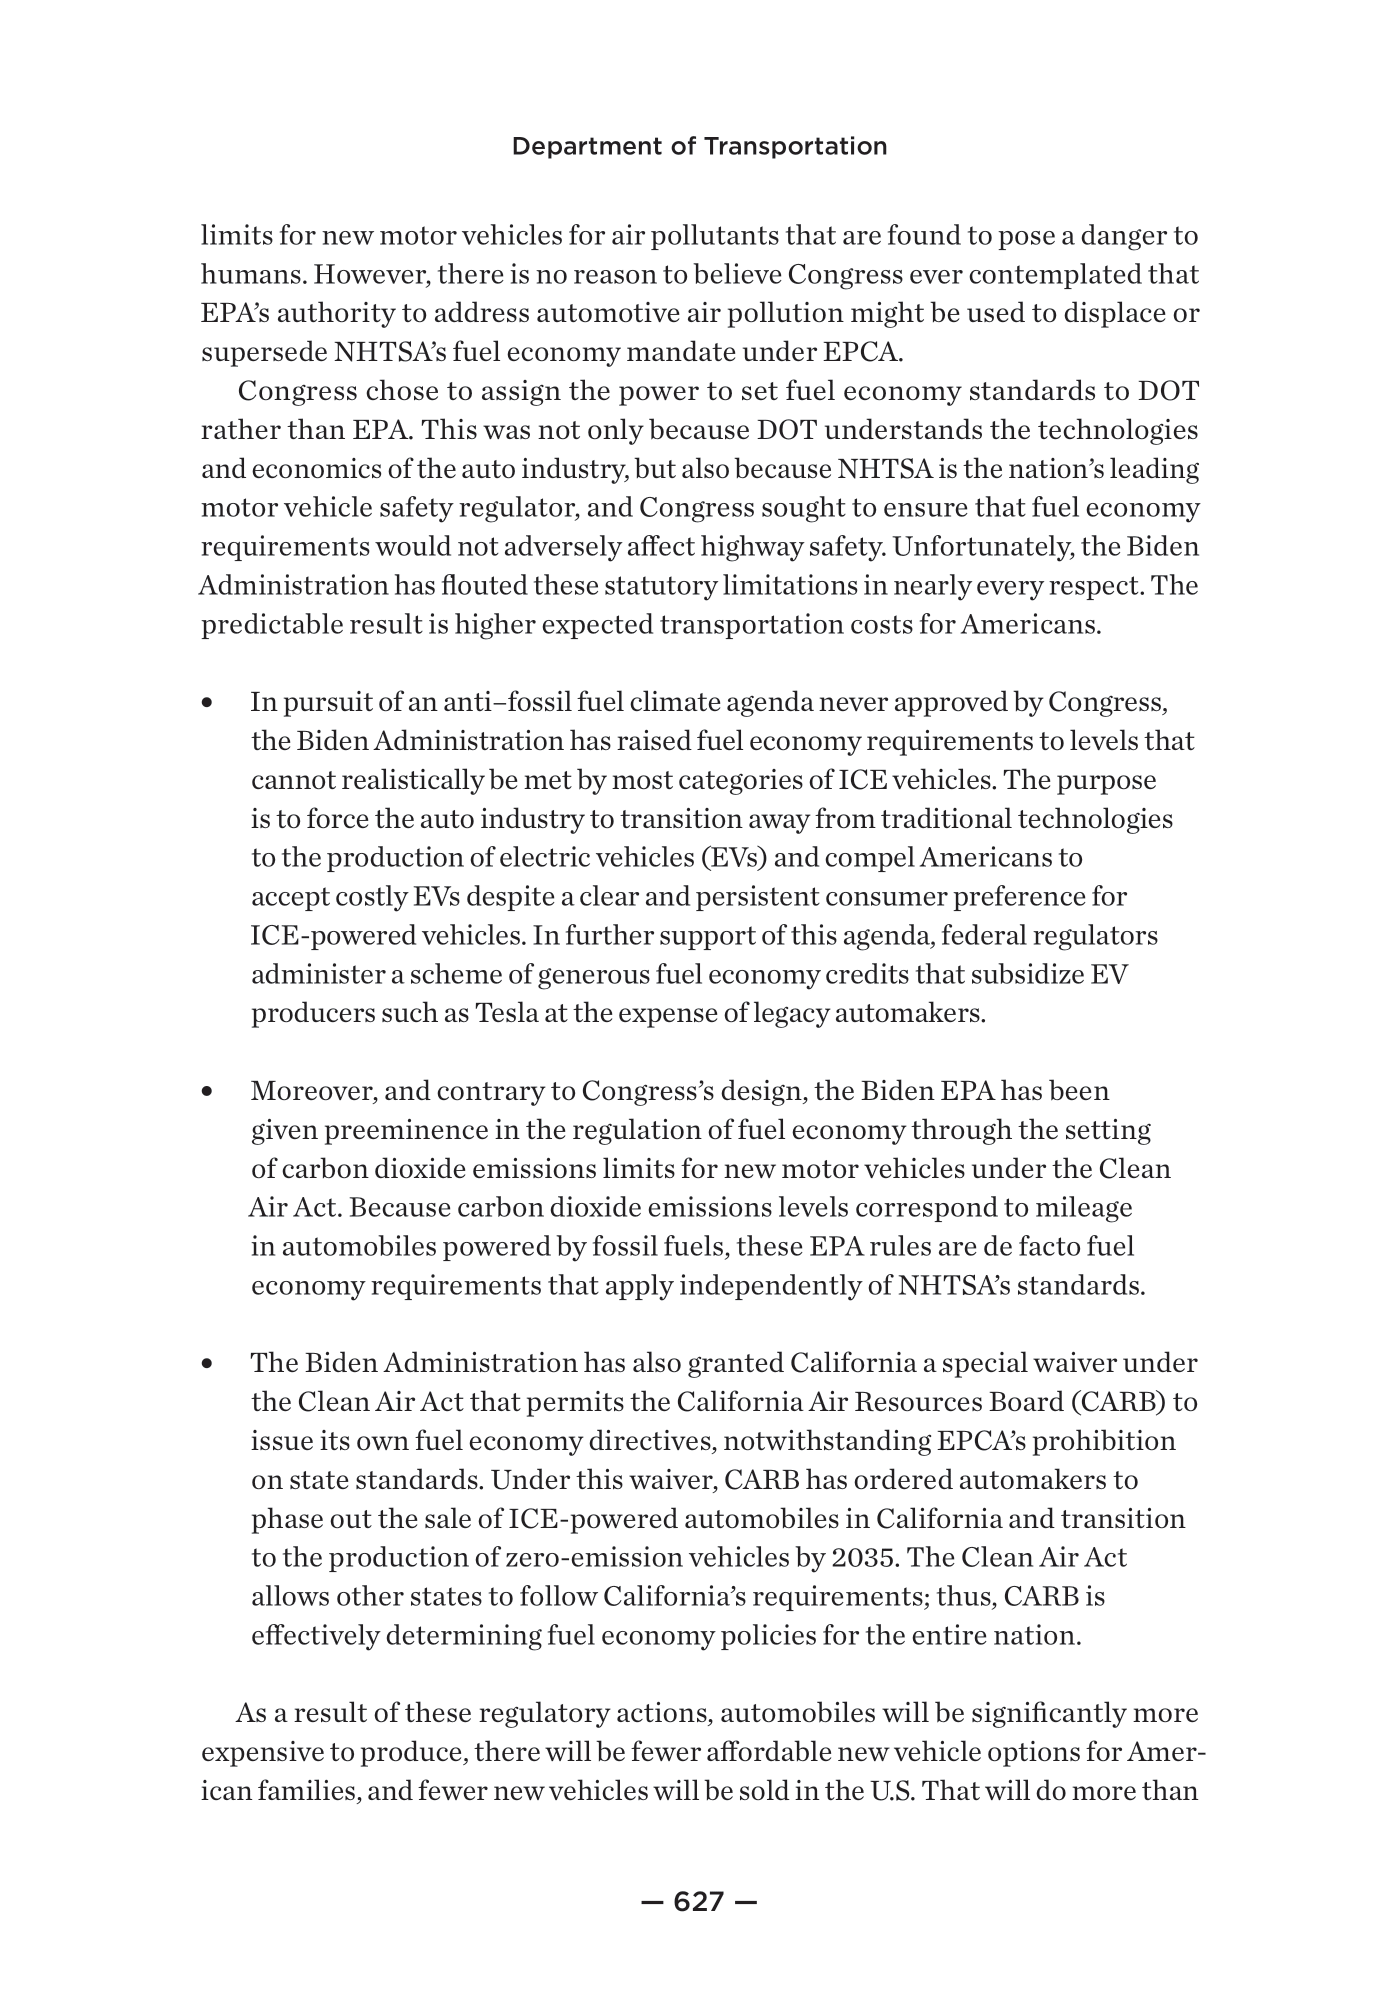 Department of Transportation
limits for new motor vehicles for air pollutants that are found to pose a danger to
humans. However, there is no reason to believe Congress ever contemplated that
EPA’s authority to address automotive air pollution might be used to displace or
supersede NHTSA’s fuel economy mandate under EPCA.
Congress chose to assign the power to set fuel economy standards to DOT
rather than EPA. This was not only because DOT understands the technologies
and economics of the auto industry, but also because NHTSA is the nation’s leading
motor vehicle safety regulator, and Congress sought to ensure that fuel economy
requirements would not adversely affect highway safety. Unfortunately, the Biden
Administration has flouted these statutory limitations in nearly every respect. The
predictable result is higher expected transportation costs for Americans.
• In pursuit of an anti–fossil fuel climate agenda never approved by Congress,
the Biden Administration has raised fuel economy requirements to levels that
cannot realistically be met by most categories of ICE vehicles. The purpose
is to force the auto industry to transition away from traditional technologies
to the production of electric vehicles (EVs) and compel Americans to
accept costly EVs despite a clear and persistent consumer preference for
ICE-powered vehicles. In further support of this agenda, federal regulators
administer a scheme of generous fuel economy credits that subsidize EV
producers such as Tesla at the expense of legacy automakers.
• Moreover, and contrary to Congress’s design, the Biden EPA has been
given preeminence in the regulation of fuel economy through the setting
of carbon dioxide emissions limits for new motor vehicles under the Clean
Air Act. Because carbon dioxide emissions levels correspond to mileage
in automobiles powered by fossil fuels, these EPA rules are de facto fuel
economy requirements that apply independently of NHTSA’s standards.
• The Biden Administration has also granted California a special waiver under
the Clean Air Act that permits the California Air Resources Board (CARB) to
issue its own fuel economy directives, notwithstanding EPCA’s prohibition
on state standards. Under this waiver, CARB has ordered automakers to
phase out the sale of ICE-powered automobiles in California and transition
to the production of zero-emission vehicles by 2035. The Clean Air Act
allows other states to follow California’s requirements; thus, CARB is
effectively determining fuel economy policies for the entire nation.
As a result of these regulatory actions, automobiles will be significantly more
expensive to produce, there will be fewer affordable new vehicle options for Amer-
ican families, and fewer new vehicles will be sold in the U.S. That will do more than
— 627 —